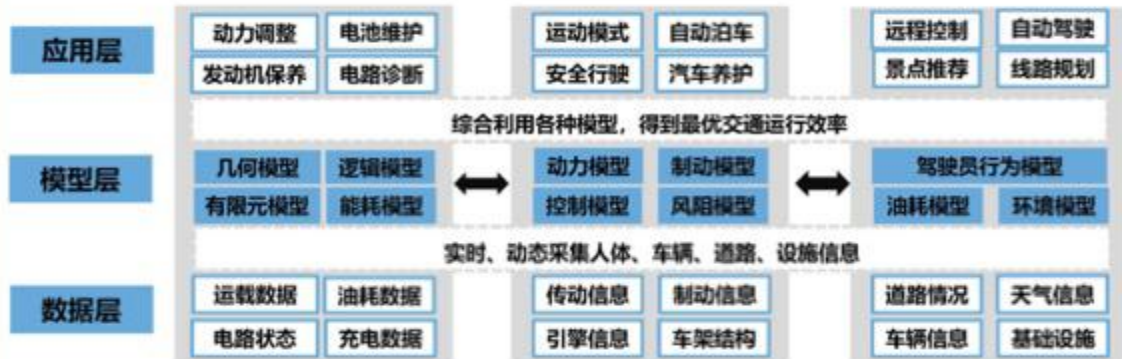 应用层
动力调整 电池维护 运动模式 自动泊车 远程控制 自动驾驶
发动机保养 电路诊断 安全行驶 汽车养护 景点推荐 线路规划
综合利用各种模型，得到最优交通运行效率
模型层
几何模型 逻辑模型 动力模型 制动模型 驾驶员行为模型
有限元模型 能耗模型 控制模型 风阻模型 油耗模型 环境模型
实时、动态采集人体、车辆、道路、设施信息
数据层
运载数据 油耗数据 传动信息 制动信息 道路情况 天气信息
电路状态 充电数据 引擎信息 车架结构 车辆信息 基础设施